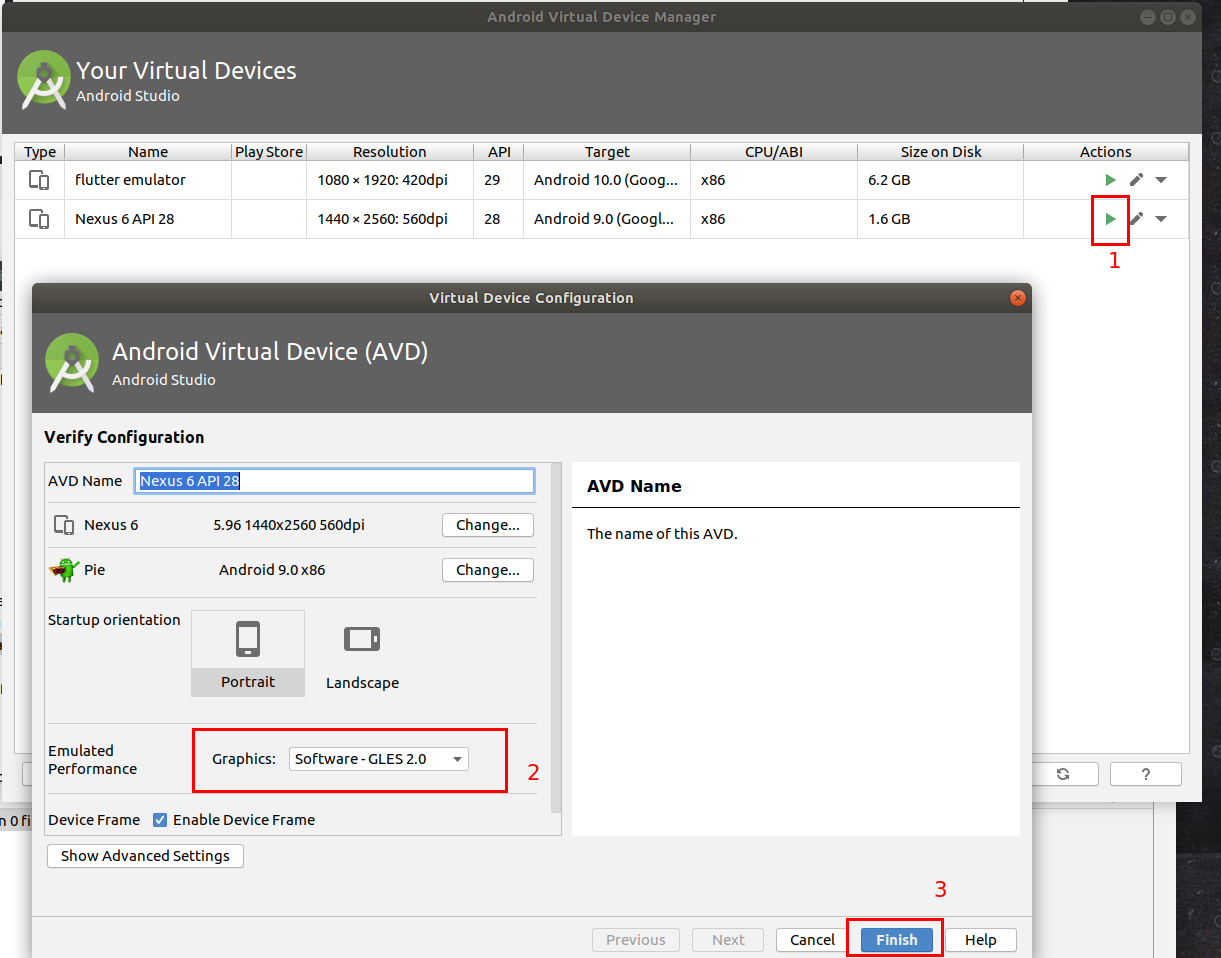 Android Virtual Device Manager
Your Virtual Devices
Android Studio
Type Name Play Store Resolution API Target CPU/ABI Size on Disk Actions
flutter emulator 1080 × 1920: 420dpi 29 Android 10.0 (Goog... x86 6.2 GB
Nexus 6 API 28 1440 × 2560: 560dpi 28 Android 9.0 (Googl... x86 1.6 GB
1
Virtual Device Configuration
Android Virtual Device (AVD)
Android Studio
Verify Configuration
AVD Name Nexus 6 API 28
AVD Name
Nexus 6 5.96 1440x2560 560dpi Change...
The name of this AVD.
Pie Android 9.0 x86 Change...
Startup orientation
Portrait Landscape
Emulated
Performance
Graphics: Software - GLES 2.0
2
?
Device Frame Enable Device Frame
n 0 fi
Show Advanced Settings
3
Previous Next Cancel Finish Help